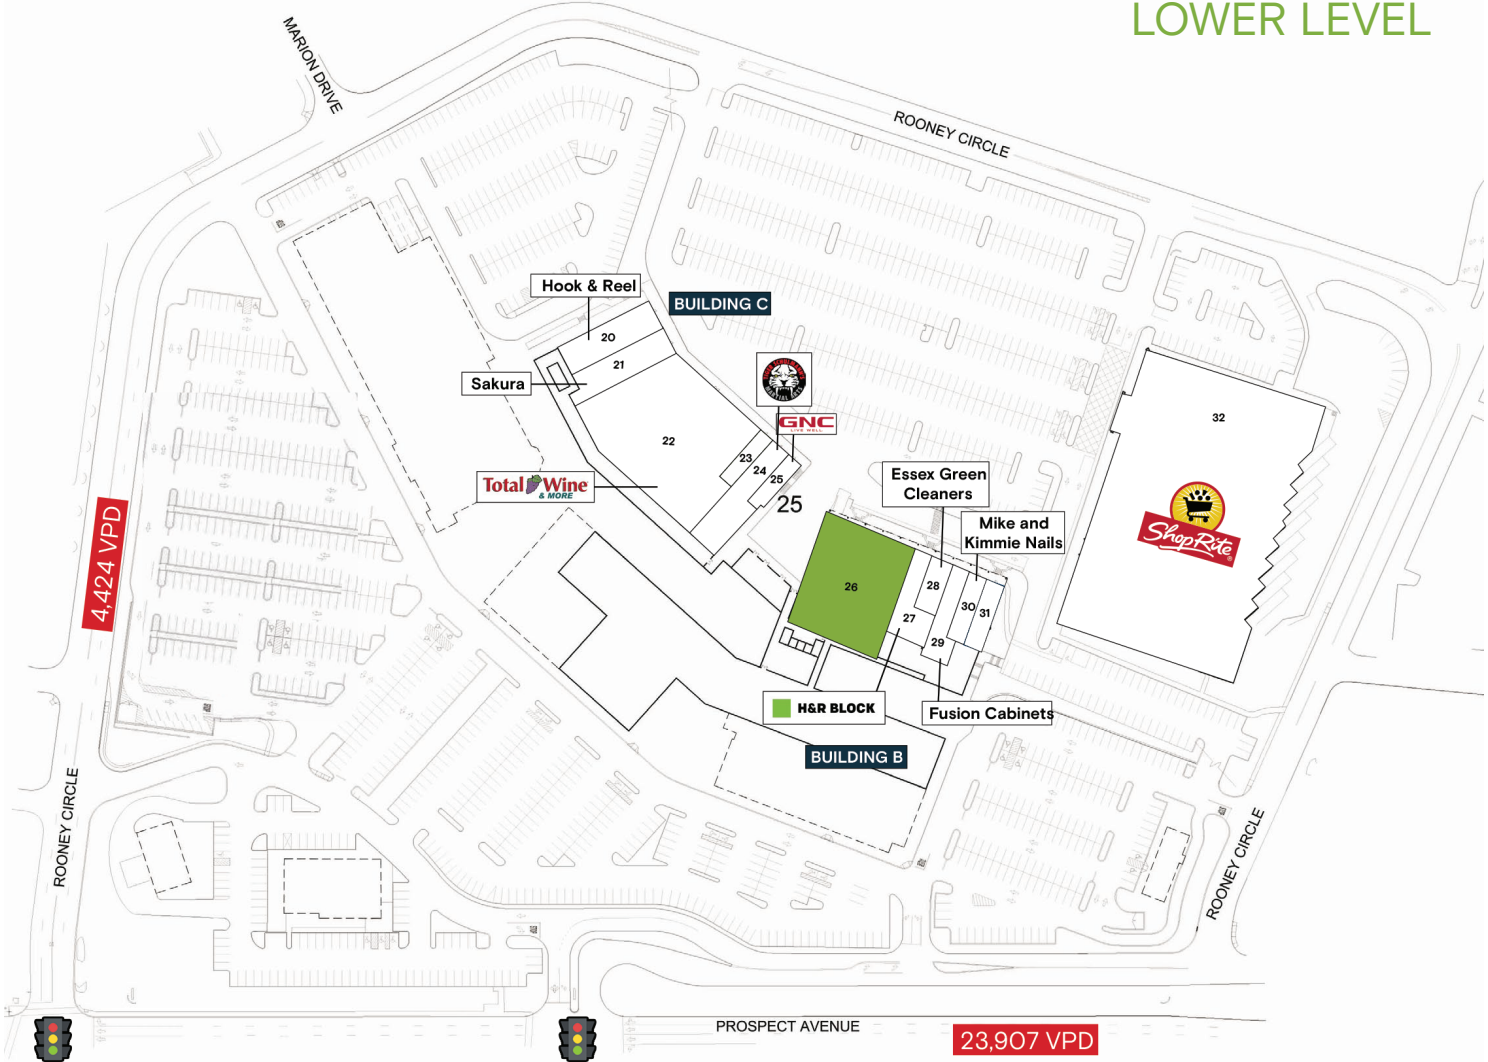 LOWER LEVEL
MARION DRIVE
ROONEY CIRCLE
Hook & Reel
BUILDING C
20
21
Sakura
GNC
LIVE WELL
32
22
23
24
25
Total Wine
& MORE
25
Essex Green
Cleaners
Mike and
Kimmie Nails
ShopRite
4,424 VPD
26
28
27
30
31
29
H&R BLOCK
Fusion Cabinets
BUILDING B
ROONEY CIRCLE
ROONEY CIRCLE
PROSPECT AVENUE
23,907 VPD